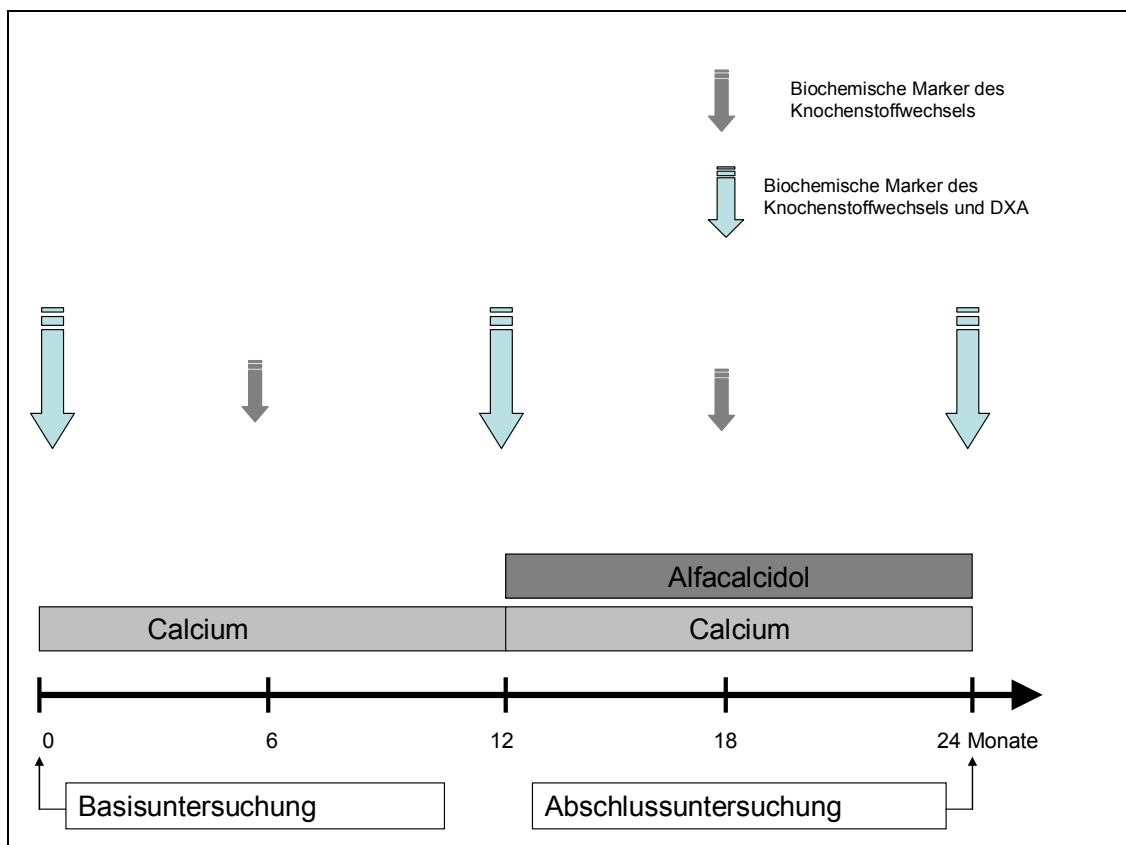 Biochemische Marker des
Knochenstoffwechsels
Biochemische Marker des
Knochenstoffwechsels und DXA
Alfacalcidol
Calcium Calcium
0 6 12 18 24 Monate
Basisuntersuchung Abschlussuntersuchung